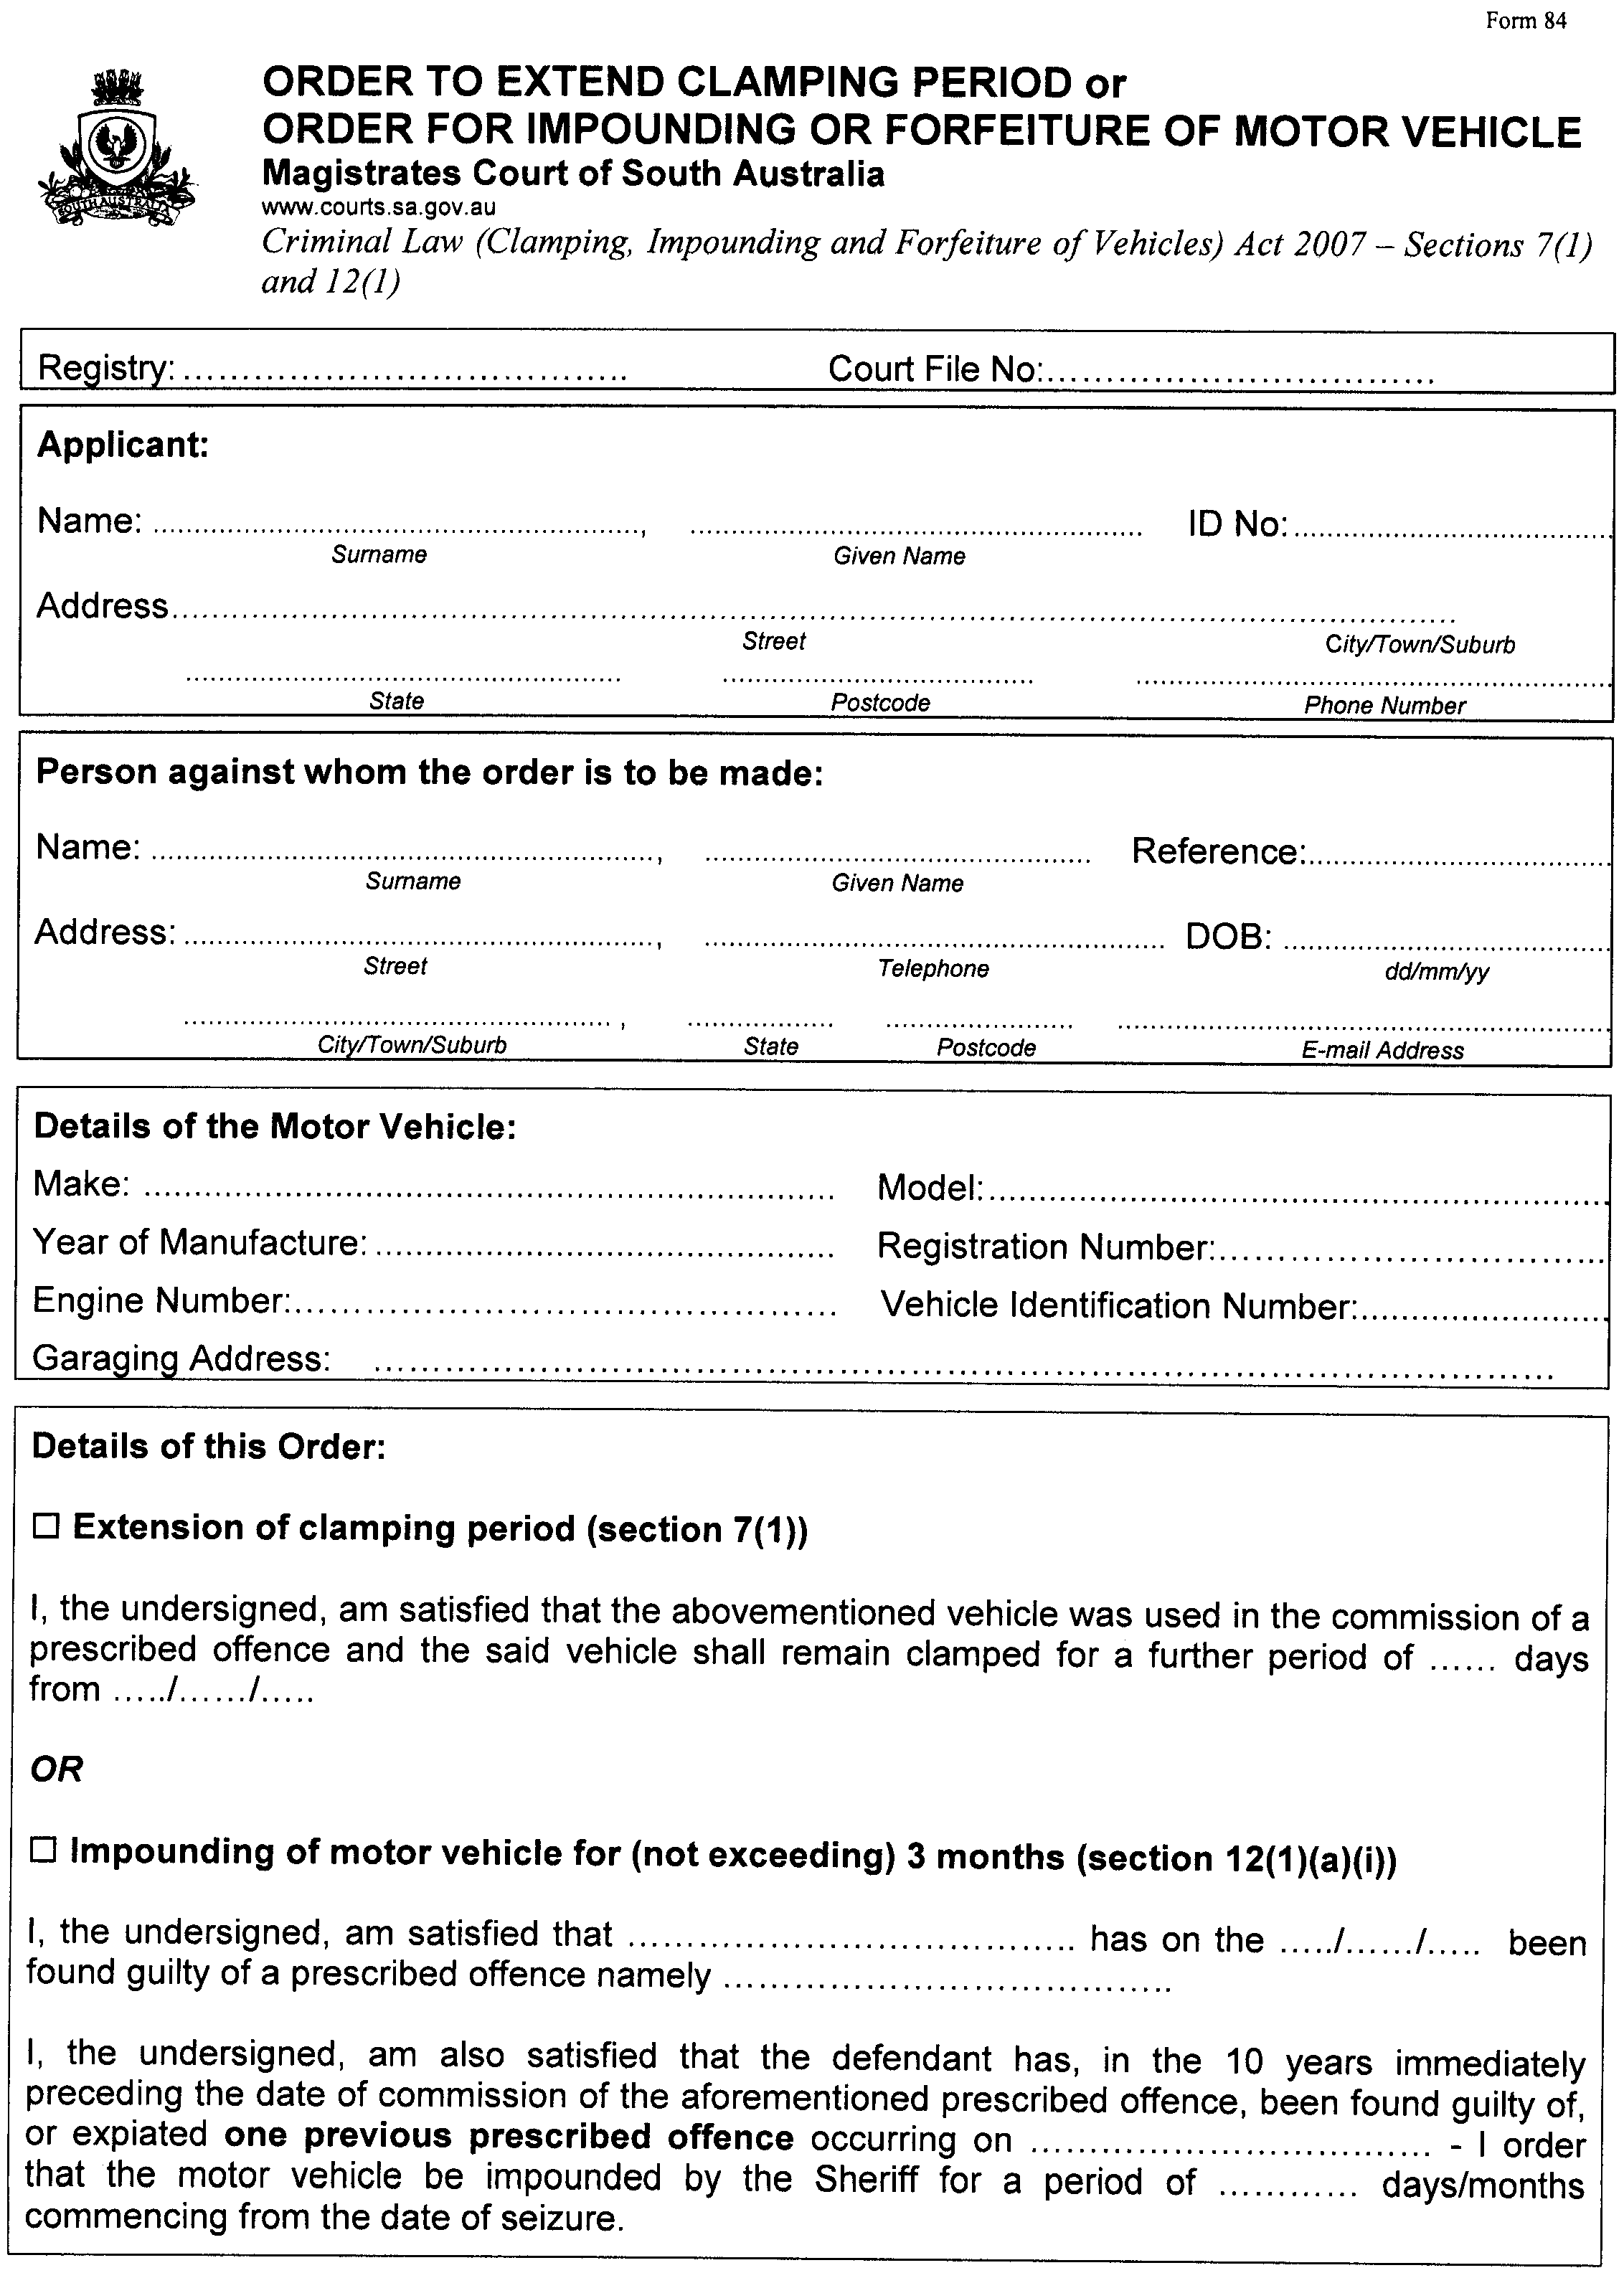 Form 84
ORDER TO EXTEND CLAMPING PERIOD or
ORDER FOR IMPOUNDING OR FORFEITURE OF MOTOR VEHICLE
Magistrates Court of South Australia
www.courts.sa.gov.au
Criminal Law (Clamping, Impounding and Forfeiture of Vehicles) Act 2007 – Sections 7(1)
and 12(1)
SOUTH AUSTRALIA
Registry: ...................................... Court File No:.................................
Applicant:
Name: ............................................................, ........................................................ ID No:.......................................
Surname Given Name
Address....................................................................................................................................
Street City/Town/Suburb
..................................................... ...................................... ..........................................................
State Postcode Phone Number
Person against whom the order is to be made:
Name: ..............................................................., ............................................... Reference:.....................................
Surname Given Name
Address: .........................................................., ........................................................ DOB: ........................................
Street Telephone dd/mm/yy
...................................................., .................. ....................... ............................................................
City/Town/Suburb State Postcode E-mail Address
Details of the Motor Vehicle:
Make: ...................................................................... Model:...............................................................
Year of Manufacture: .............................................. Registration Number:.......................................
Engine Number:.............................................. Vehicle Identification Number:.........................
Garaging Address: ....................................................................................................
Details of this Order:
☐ Extension of clamping period (section 7(1))
I, the undersigned, am satisfied that the abovementioned vehicle was used in the commission of a
prescribed offence and the said vehicle shall remain clamped for a further period of ...... days
from ...../....../.....
OR
☐ Impounding of motor vehicle for (not exceeding) 3 months (section 12(1)(a)(i))
I, the undersigned, am satisfied that ...................................... has on the ...../....../..... been
found guilty of a prescribed offence namely ......................................
I, the undersigned, am also satisfied that the defendant has, in the 10 years immediately
preceding the date of commission of the aforementioned prescribed offence, been found guilty of,
or expiated one previous prescribed offence occurring on .................................. - I order
that the motor vehicle be impounded by the Sheriff for a period of ............ days/months
commencing from the date of seizure.